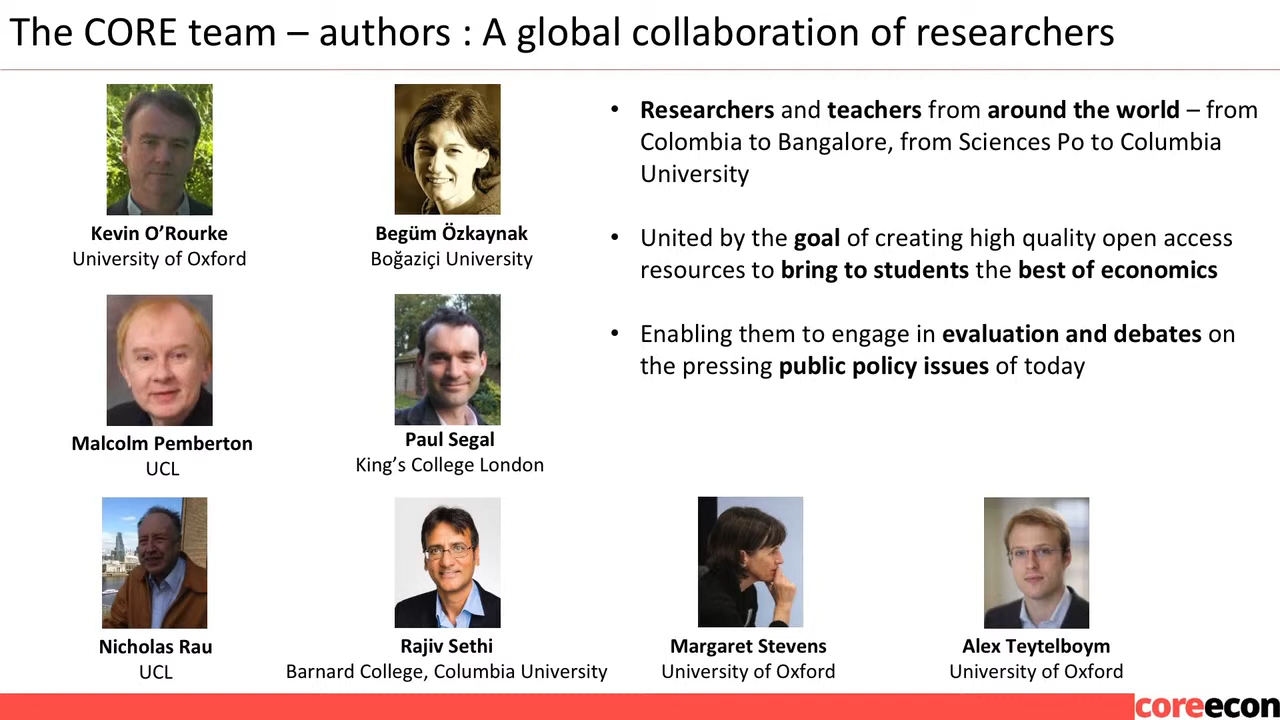 The CORE team – authors : A global collaboration of researchers
Kevin O’Rourke
University of Oxford
Begüm Özkaynak
Boğaziçi University
• Researchers and teachers from around the world – from
Colombia to Bangalore, from Sciences Po to Columbia
University
• United by the goal of creating high quality open access
resources to bring to students the best of economics
• Enabling them to engage in evaluation and debates on
the pressing public policy issues of today
Malcolm Pemberton
UCL
Paul Segal
King’s College London
Nicholas Rau
UCL
Rajiv Sethi
Barnard College, Columbia University
Margaret Stevens
University of Oxford
Alex Teytelboym
University of Oxford
coreecon